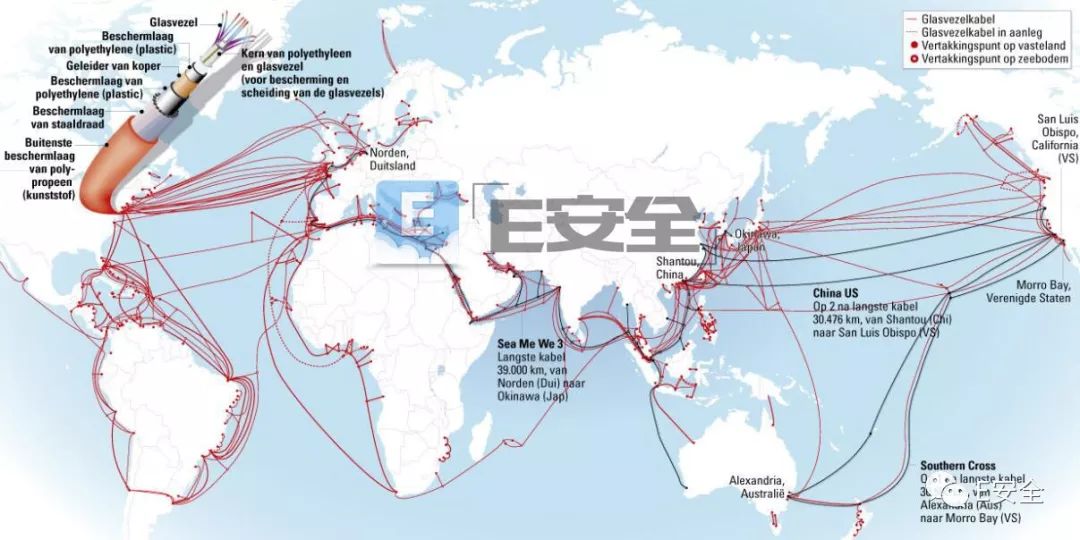 Glasvezel
Beschermlaag
van polyethylene (plastic)
Geleider van koper
Beschermlaag van
polyethylene (plastic)
Beschermlaag
van staaldraad
Buitenste
beschermlaag
van poly-
propeen
(kunststof)
Kern van polyethyleen
en glasvezel
(voor bescherming en
scheiding van de glasvezels)
Glasvezelkabel
Glasvezelkabel in aanleg
Vertakkingspunt op vasteland
Vertakkingspunt op zeebodem
San Luis
Obispo,
California
(VS)
Norden,
Duitsland
E
「E安全」
Okinawa,
Japan
Shantou,
China
Morro Bay,
Verenigde Staten
China US
Op 2 na langste kabel
30.476 km, van Shantou (Chi)
naar San Luis Obispo (VS)
Sea Me We 3
Langste kabel
39.000 km, van
Norden (Dui) naar
Okinawa (Jap)
Alexandria,
Australië
Southern Cross
langste kabel
van
Alexandria (Aus)
naar Morro Bay (VS)
E安全